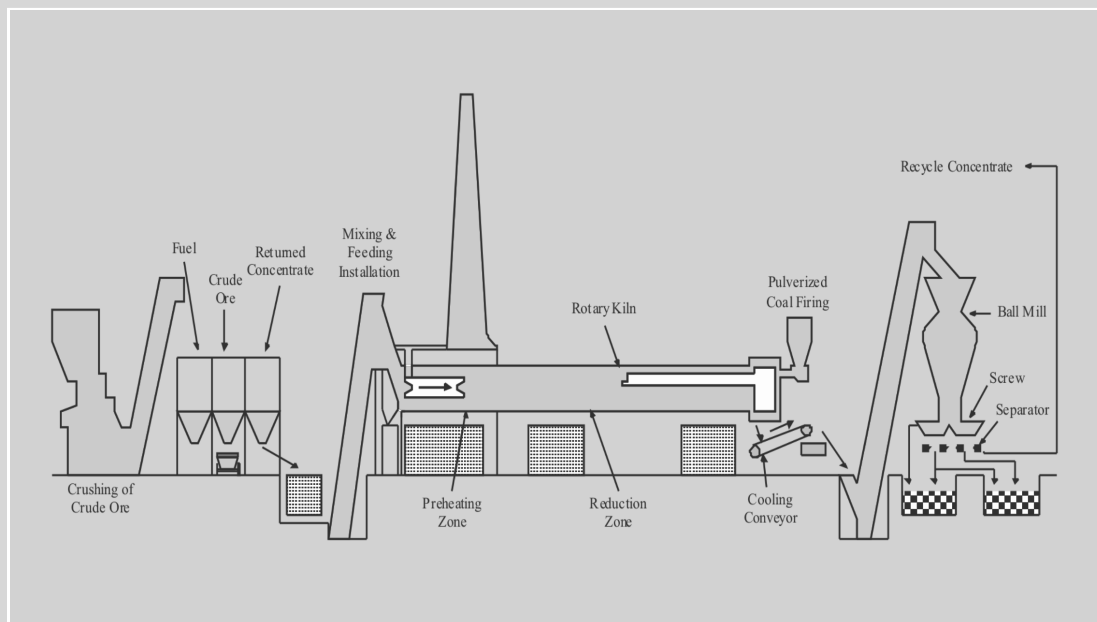 Recycle Concentrate
Mixing &
Feeding
Installation
Fuel
Returned
Concentrate
Crude
Ore
Pulverized
Coal Firing
Rotary Kiln
Ball Mill
Screw
Separator
Crushing of
Crude Ore
Preheating
Zone
Reduction
Zone
Cooling
Conveyor